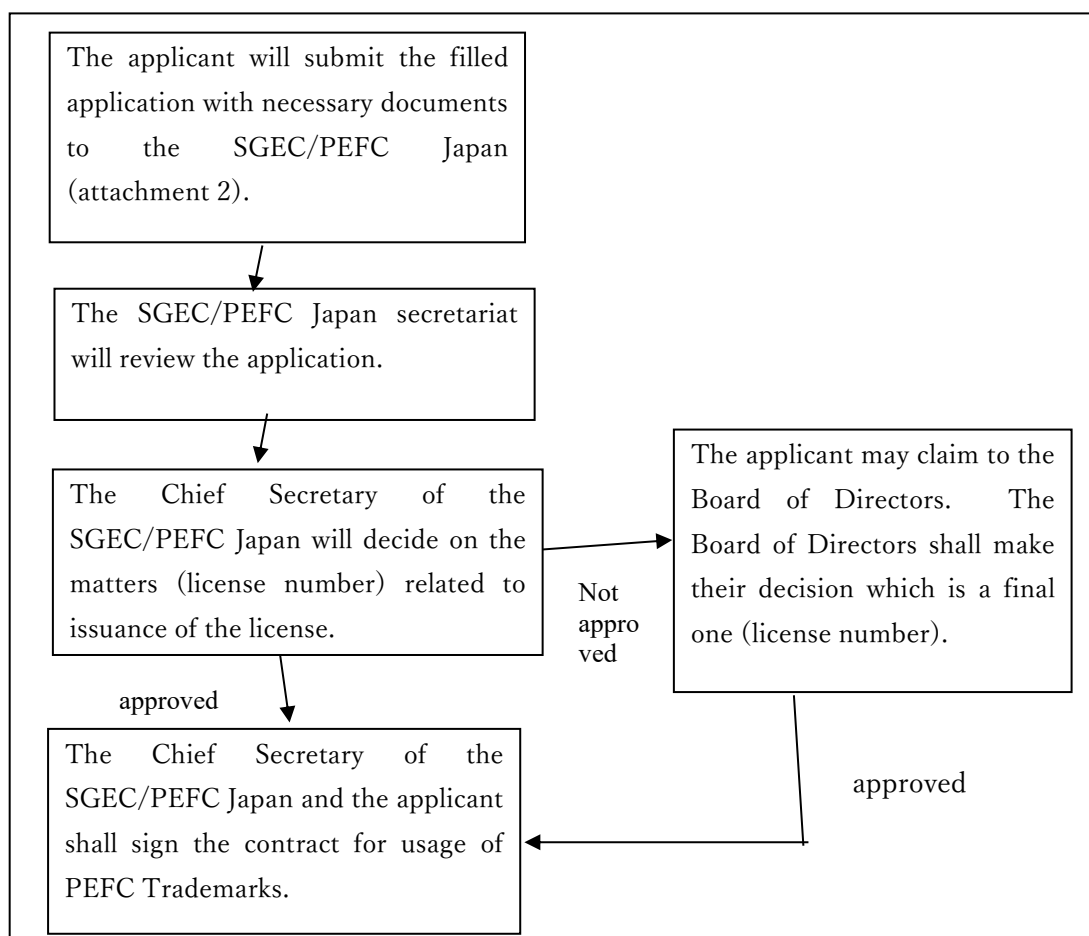 The applicant will submit the filled
application with necessary documents
to the SGEC/PEFC Japan
(attachment 2).
The SGEC/PEFC Japan secretariat
will review the application.
The Chief Secretary of the
SGEC/PEFC Japan will decide on the
matters (license number) related to
issuance of the license.
Not
appro
ved
The applicant may claim to the
Board of Directors. The
Board of Directors shall make
their decision which is a final
one (license number).
approved
approved
The Chief Secretary of the
SGEC/PEFC Japan and the applicant
shall sign the contract for usage of
PEFC Trademarks.